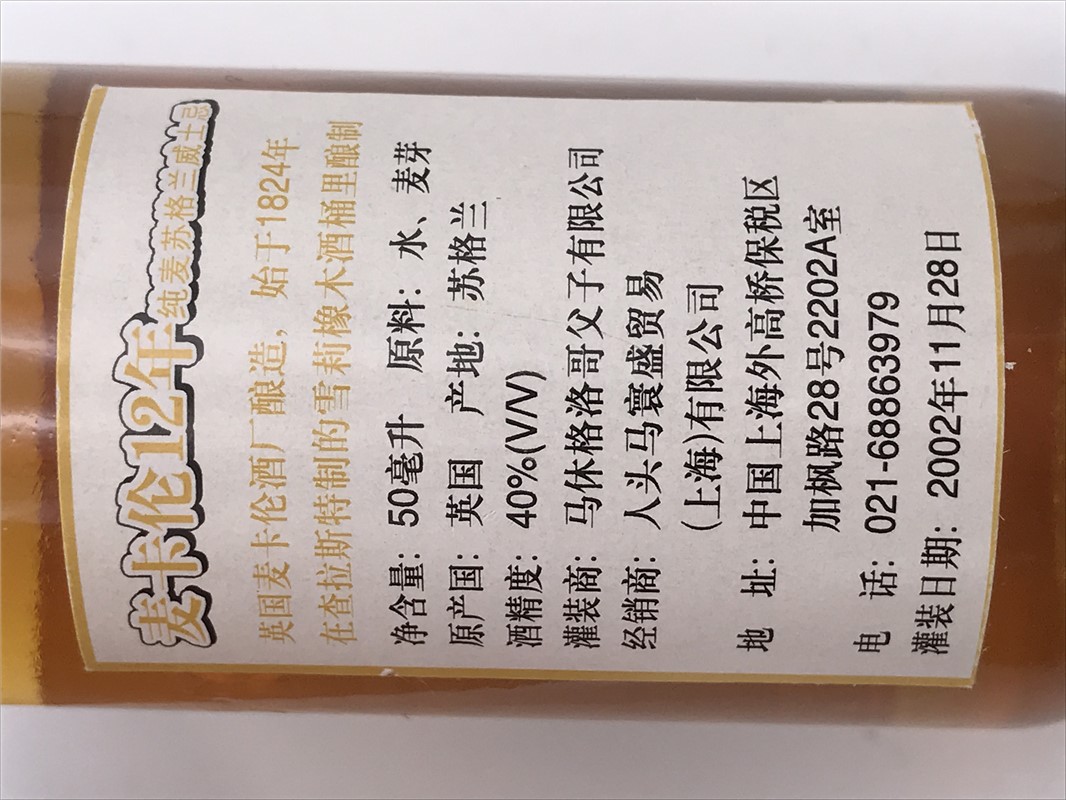 麦卡伦12年纯麦苏格兰威士忌
英国麦卡伦酒厂酿造，始于1824年
在查拉斯特制的雪莉橡木酒桶里酿制
净含量：50毫升 原料：水、麦芽
原产国：英国 产地：苏格兰
酒精度：40%(V/V)
灌装商：马休格洛哥父子有限公司
经销商：人头马寰盛贸易
(上海)有限公司
地 址：中国上海外高桥保税区
加枫路28号2202A室
电 话：021-68863979
灌装日期：2002年11月28日